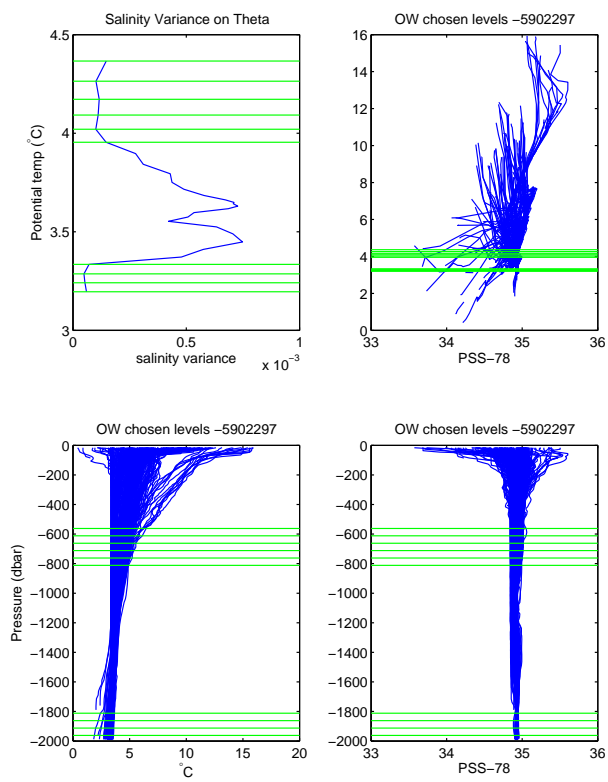 Salinity Variance on Theta
4.5
4
3.5
3
Potential temp (°C)
0 0.5 1
salinity variance
x 10⁻³
OW chosen levels −5902297
16
14
12
10
8
6
4
2
0
33 34 35 36
PSS−78
OW chosen levels −5902297
0
−200
−400
−600
−800
−1000
−1200
−1400
−1600
−1800
−2000
Pressure (dbar)
0 5 10 15 20
°C
OW chosen levels −5902297
0
−200
−400
−600
−800
−1000
−1200
−1400
−1600
−1800
−2000
33 34 35 36
PSS−78